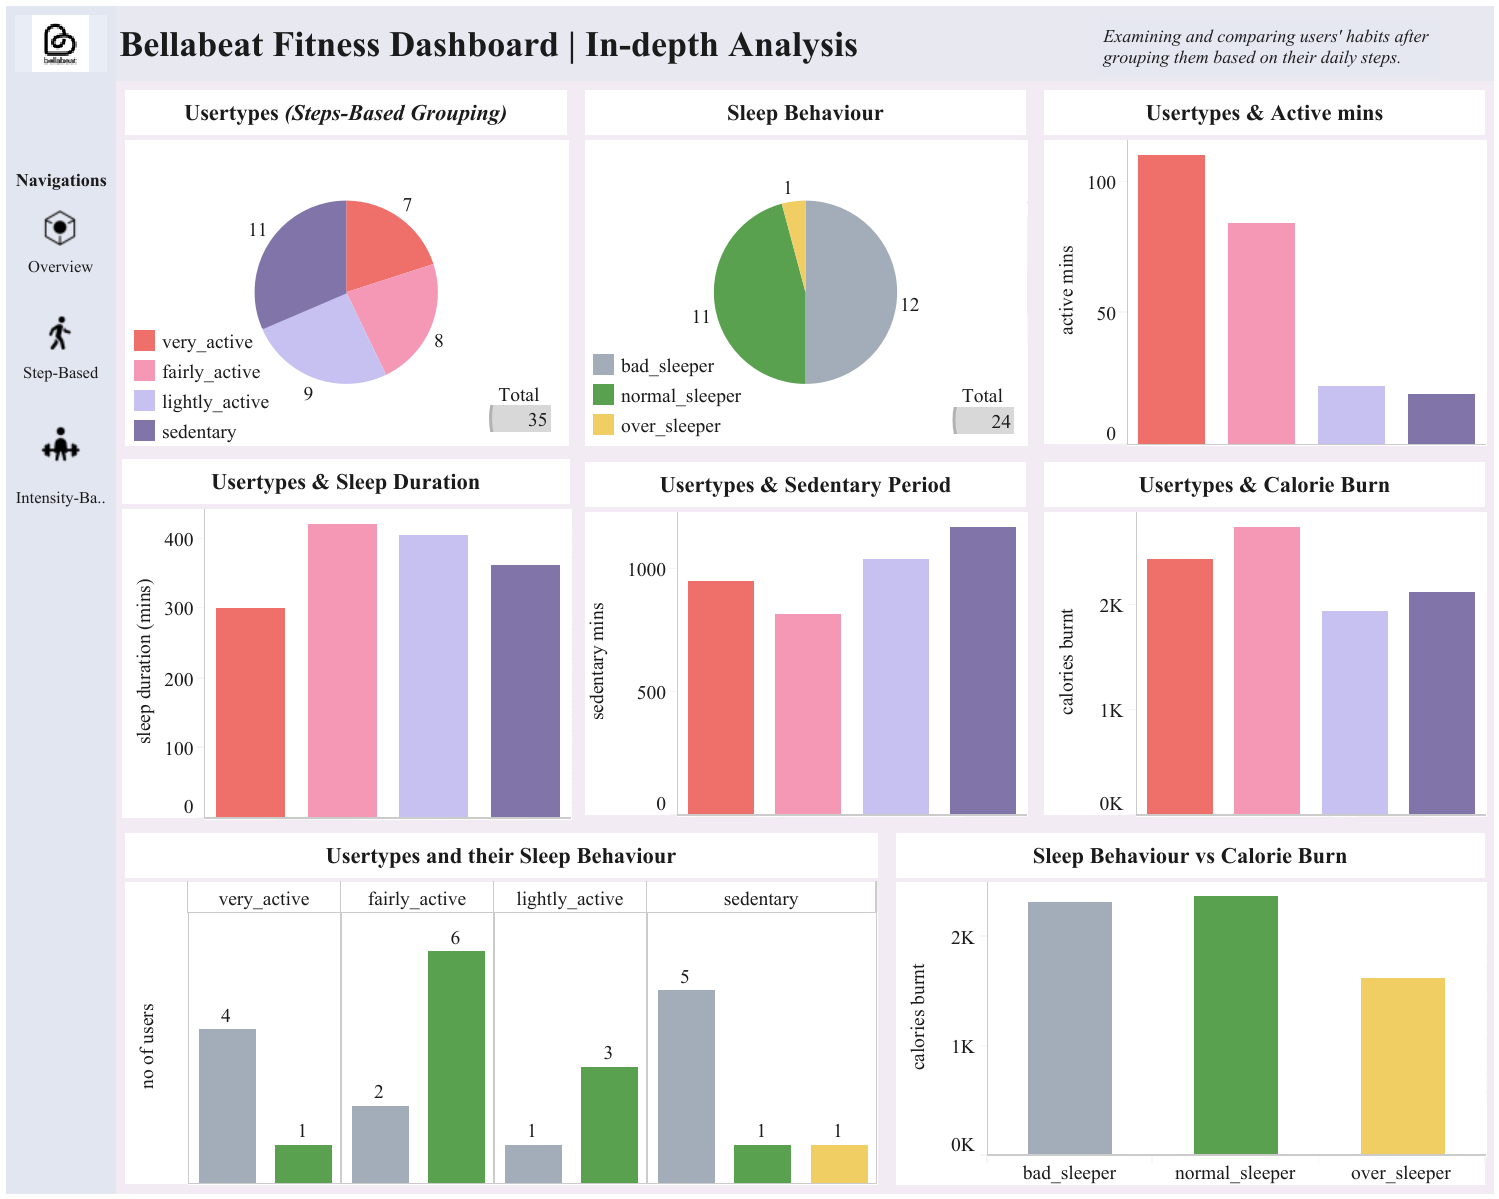 bellabeat
Bellabeat Fitness Dashboard | In-depth Analysis
Examining and comparing users' habits after
grouping them based on their daily steps.
Navigations
Overview
Step-Based
Intensity-Ba..
Usertypes (Steps-Based Grouping)
7
8
9
11
very_active
fairly_active
lightly_active
sedentary
Total
35
Sleep Behaviour
1
12
11
bad_sleeper
normal_sleeper
over_sleeper
Total
24
Usertypes & Active mins
active mins
100
50
0
Usertypes & Sleep Duration
sleep duration (mins)
400
300
200
100
0
Usertypes & Sedentary Period
sedentary mins
1000
500
0
Usertypes & Calorie Burn
calories burnt
2K
1K
0K
Usertypes and their Sleep Behaviour
very_active
fairly_active
lightly_active
sedentary
no of users
4
1
2
6
1
3
5
1
1
Sleep Behaviour vs Calorie Burn
calories burnt
2K
1K
0K
bad_sleeper
normal_sleeper
over_sleeper